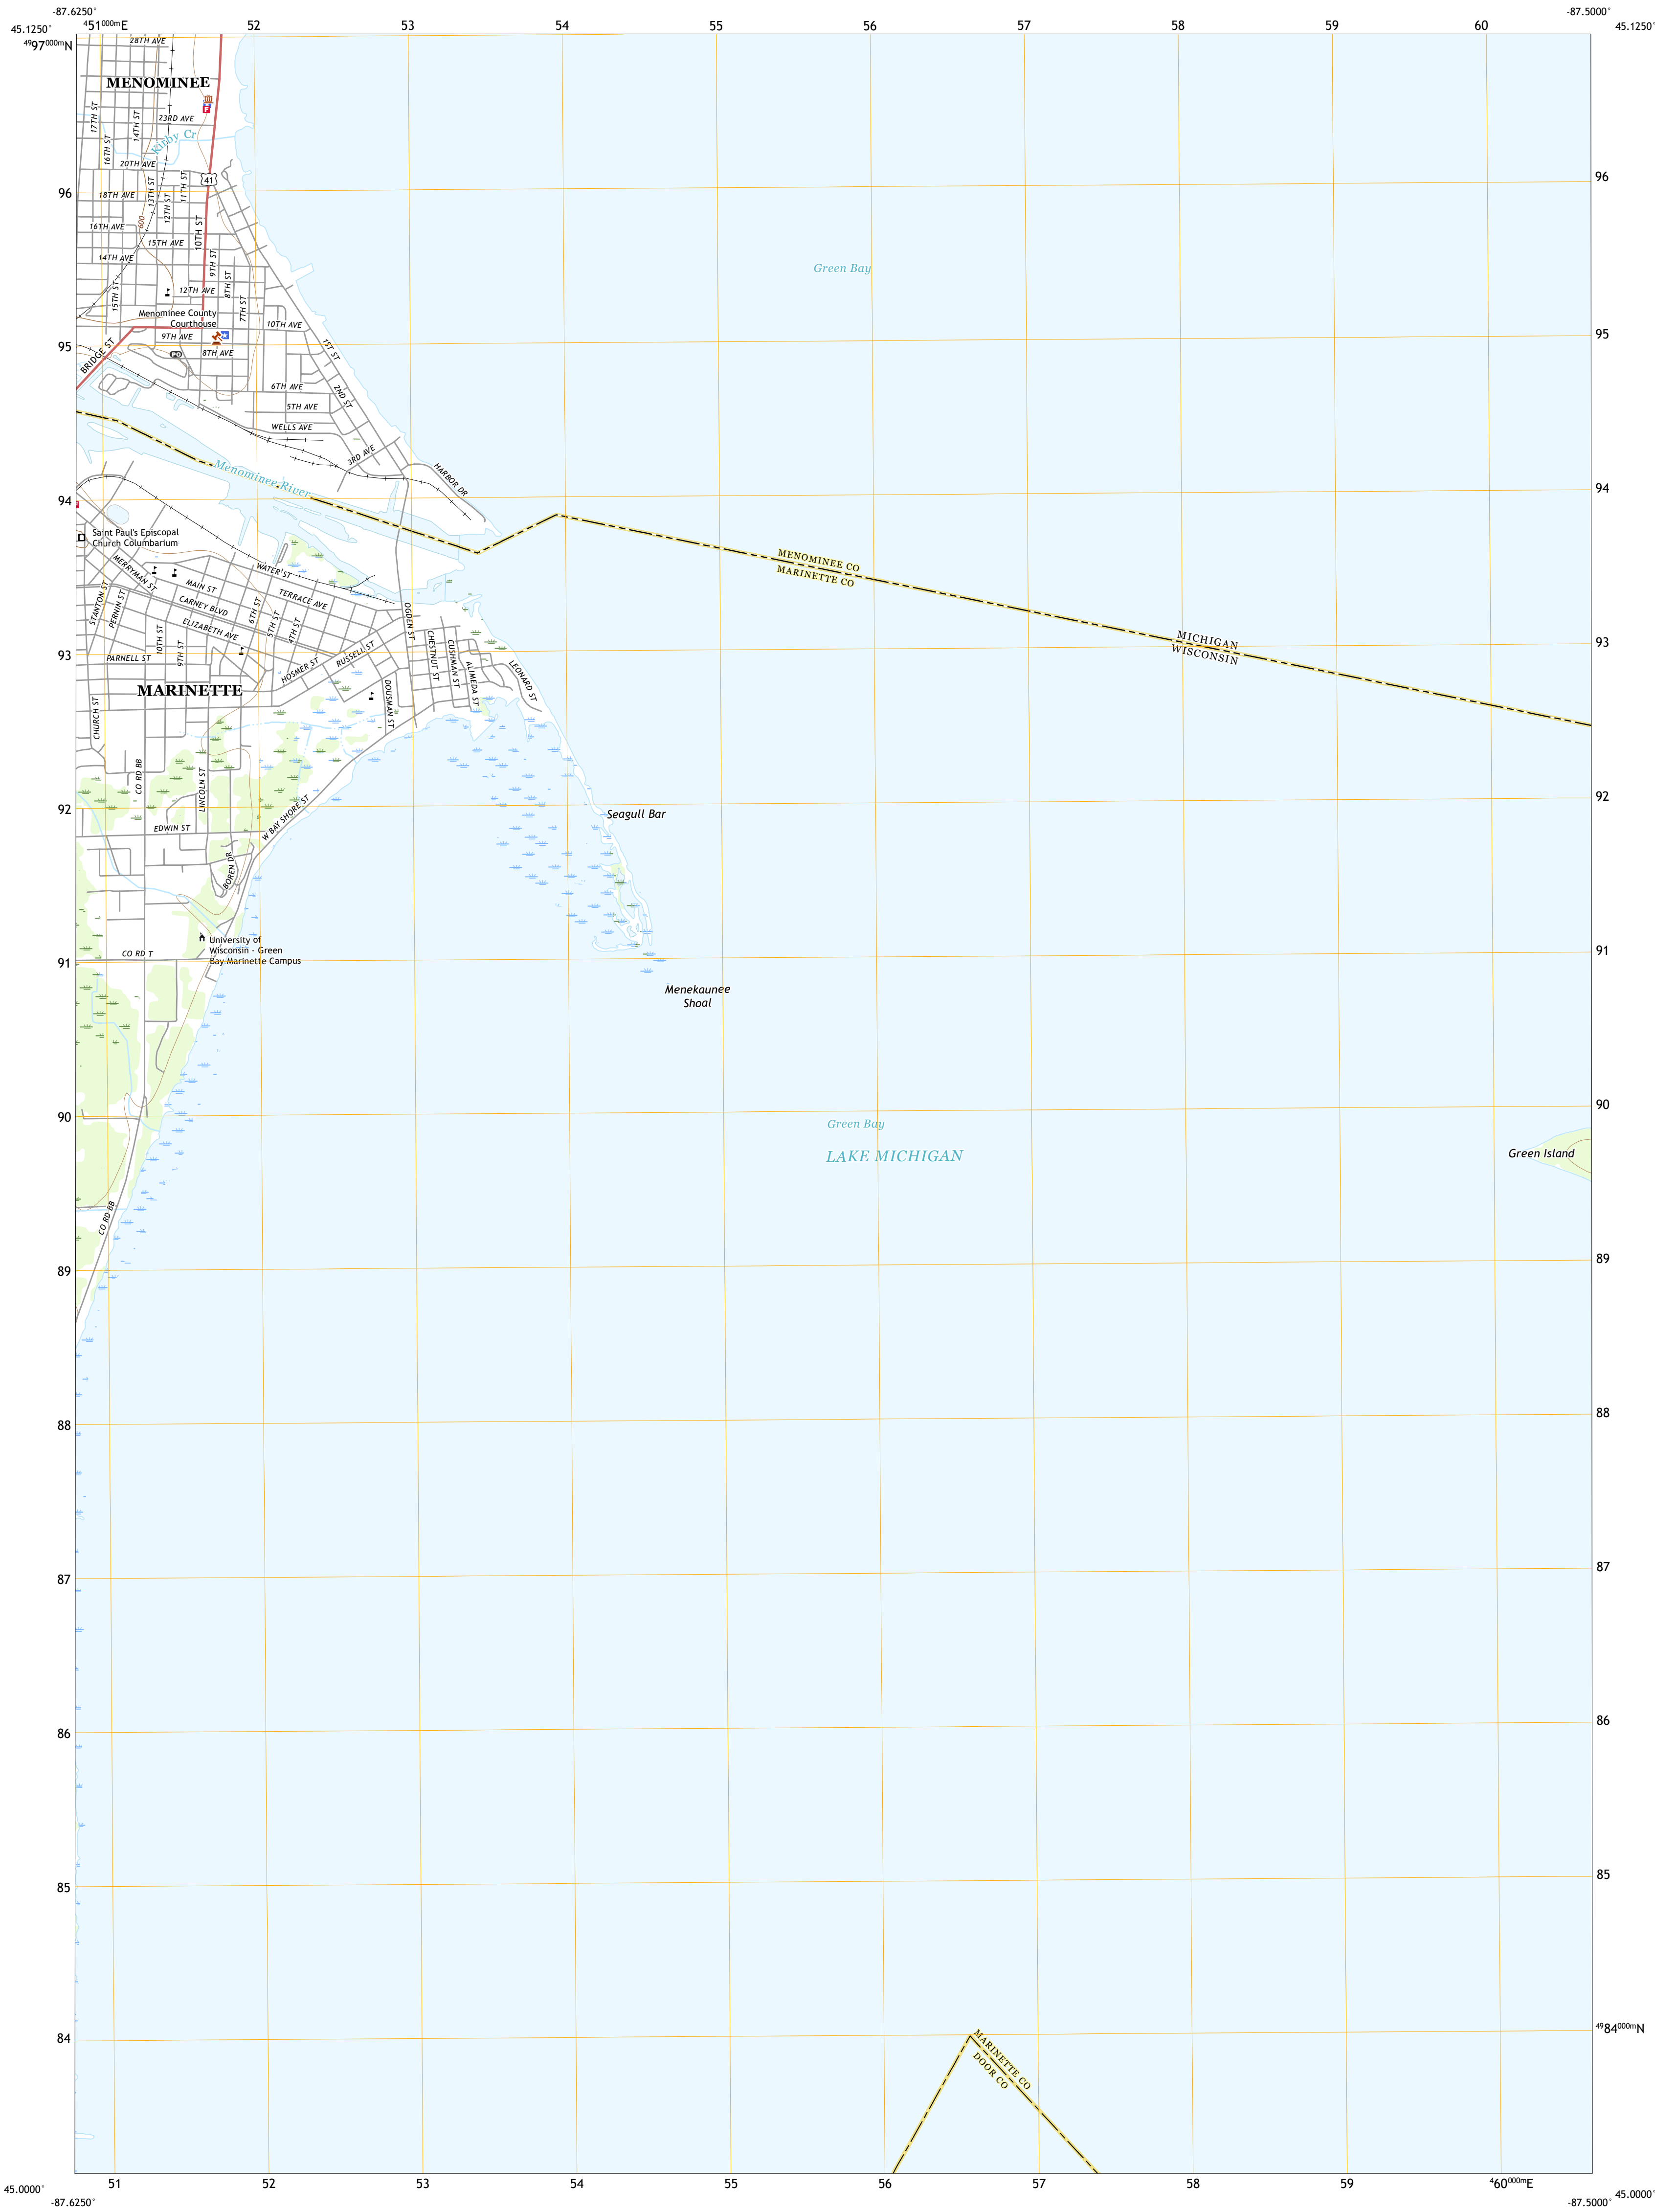 -87.6250°
-87.5000°
45.1250°
⁴51⁰⁰⁰ᵐE
52
53
54
55
56
57
58
59
60
45.1250°
⁴⁹97⁰⁰⁰ᵐN
28TH AVE
MENOMINEE
17TH ST
14TH ST
23RD AVE
Kirby Cr
16TH ST
20TH AVE
41
96
96
18TH AVE
13TH ST
12TH ST
11TH ST
600
16TH AVE
10TH ST
15TH AVE
14TH AVE
9TH ST
Green Bay
8TH ST
15TH ST
12TH AVE
7TH ST
Menominee County
Courthouse
10TH AVE
9TH AVE
95
95
BRIDGE ST
PO
8TH AVE
1ST ST
6TH AVE
2ND ST
5TH AVE
WELLS AVE
3RD AVE
Menominee River
HARBOR DR
94
94
Saint Paul's Episcopal
Church Columbarium
MENOMINEE CO
MARINETTE CO
MERRYMAN ST
WATER ST
MAIN ST
TERRACE AVE
STANTON ST
PERNIN ST
CARNEY BLVD
6TH ST
5TH ST
4TH ST
OGDEN ST
ELIZABETH AVE
10TH ST
9TH ST
CHESTNUT ST
CUSHMAN ST
MICHIGAN
WISCONSIN
93
93
PARNELL ST
HOSMER ST
RUSSELL ST
ALIMEDA ST
LEONARD ST
MARINETTE
DOUSMAN ST
CHURCH ST
CO RD BB
LINCOLN ST
92
92
W BAY SHORE ST
Seagull Bar
EDWIN ST
BOREN DR
University of
Wisconsin - Green
Bay Marinette Campus
CO RD T
91
91
Menekaunee
Shoal
90
90
Green Bay
LAKE MICHIGAN
Green Island
CO RD BB
89
89
88
88
87
87
86
86
85
85
84
⁴⁹84⁰⁰⁰ᵐN
MARINETTE CO
DOOR CO
51
52
53
54
55
56
57
58
59
⁴60⁰⁰⁰ᵐE
45.0000°
45.0000°
-87.6250°
-87.5000°